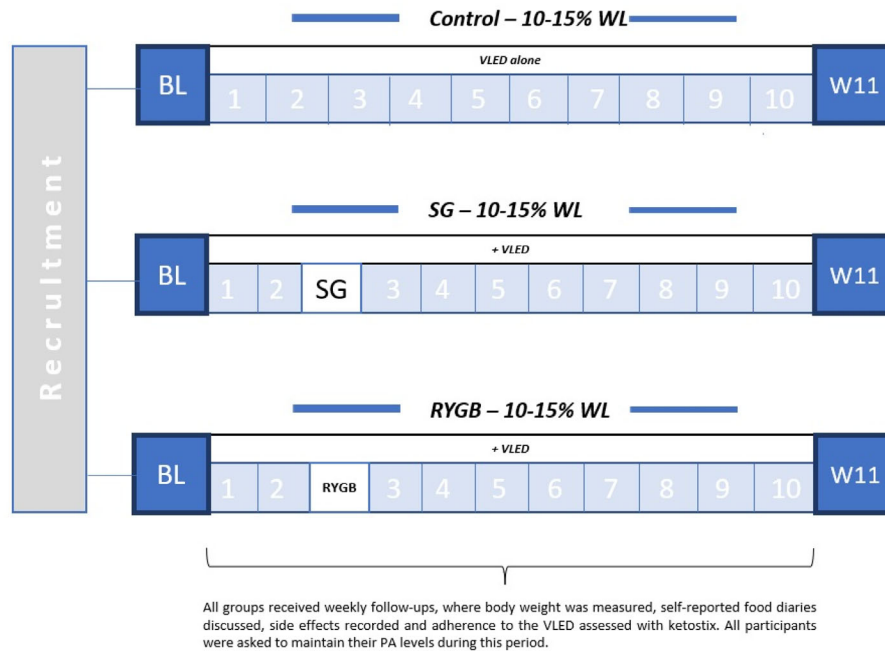 Control – 10-15% WL
VLED alone
BL
1 2 3 4 5 6 7 8 9 10
W11
Recruitment
SG – 10-15% WL
+ VLED
BL
1 2 SG 3 4 5 6 7 8 9 10
W11
RYGB – 10-15% WL
+ VLED
BL
1 2 RYGB 3 4 5 6 7 8 9 10
W11
All groups received weekly follow-ups, where body weight was measured, self-reported food diaries
discussed, side effects recorded and adherence to the VLED assessed with ketostix. All participants
were asked to maintain their PA levels during this period.